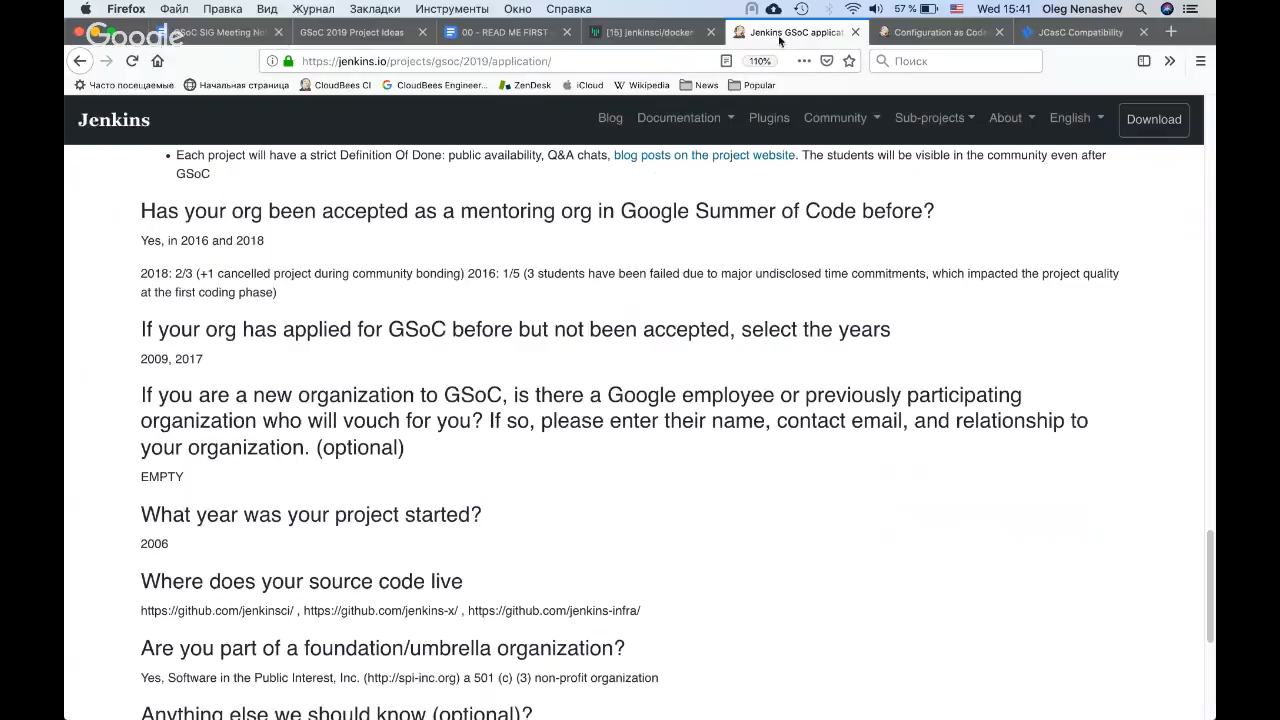 Firefox Файл Правка Вид Журнал Закладки Инструменты Окно Справка 57 % Wed 15:41 Oleg Nenashev
Google
GSoC SIG Meeting No GSoC 2019 Project Ideas 00 - READ ME FIRST - [15] jenkinsci/docker Jenkins GSoC applicat Configuration as Code JCasC Compatibility
https://jenkins.io/projects/gsoc/2019/application/ 110% Поиск
Часто посещаемые Начальная страница CloudBees CI CloudBees Engineer... ZenDesk iCloud Wikipedia News Popular
Jenkins Blog Documentation Plugins Community Sub-projects About English Download
• Each project will have a strict Definition Of Done: public availability, Q&A chats, blog posts on the project website. The students will be visible in the community even after
GSoC
Has your org been accepted as a mentoring org in Google Summer of Code before?
Yes, in 2016 and 2018
2018: 2/3 (+1 cancelled project during community bonding) 2016: 1/5 (3 students have been failed due to major undisclosed time commitments, which impacted the project quality
at the first coding phase)
If your org has applied for GSoC before but not been accepted, select the years
2009, 2017
If you are a new organization to GSoC, is there a Google employee or previously participating
organization who will vouch for you? If so, please enter their name, contact email, and relationship to
your organization. (optional)
EMPTY
What year was your project started?
2006
Where does your source code live
https://github.com/jenkinsci/ , https://github.com/jenkins-x/ , https://github.com/jenkins-infra/
Are you part of a foundation/umbrella organization?
Yes, Software in the Public Interest, Inc. (http://spi-inc.org) a 501 (c) (3) non-profit organization
Anything else we should know (optional)?